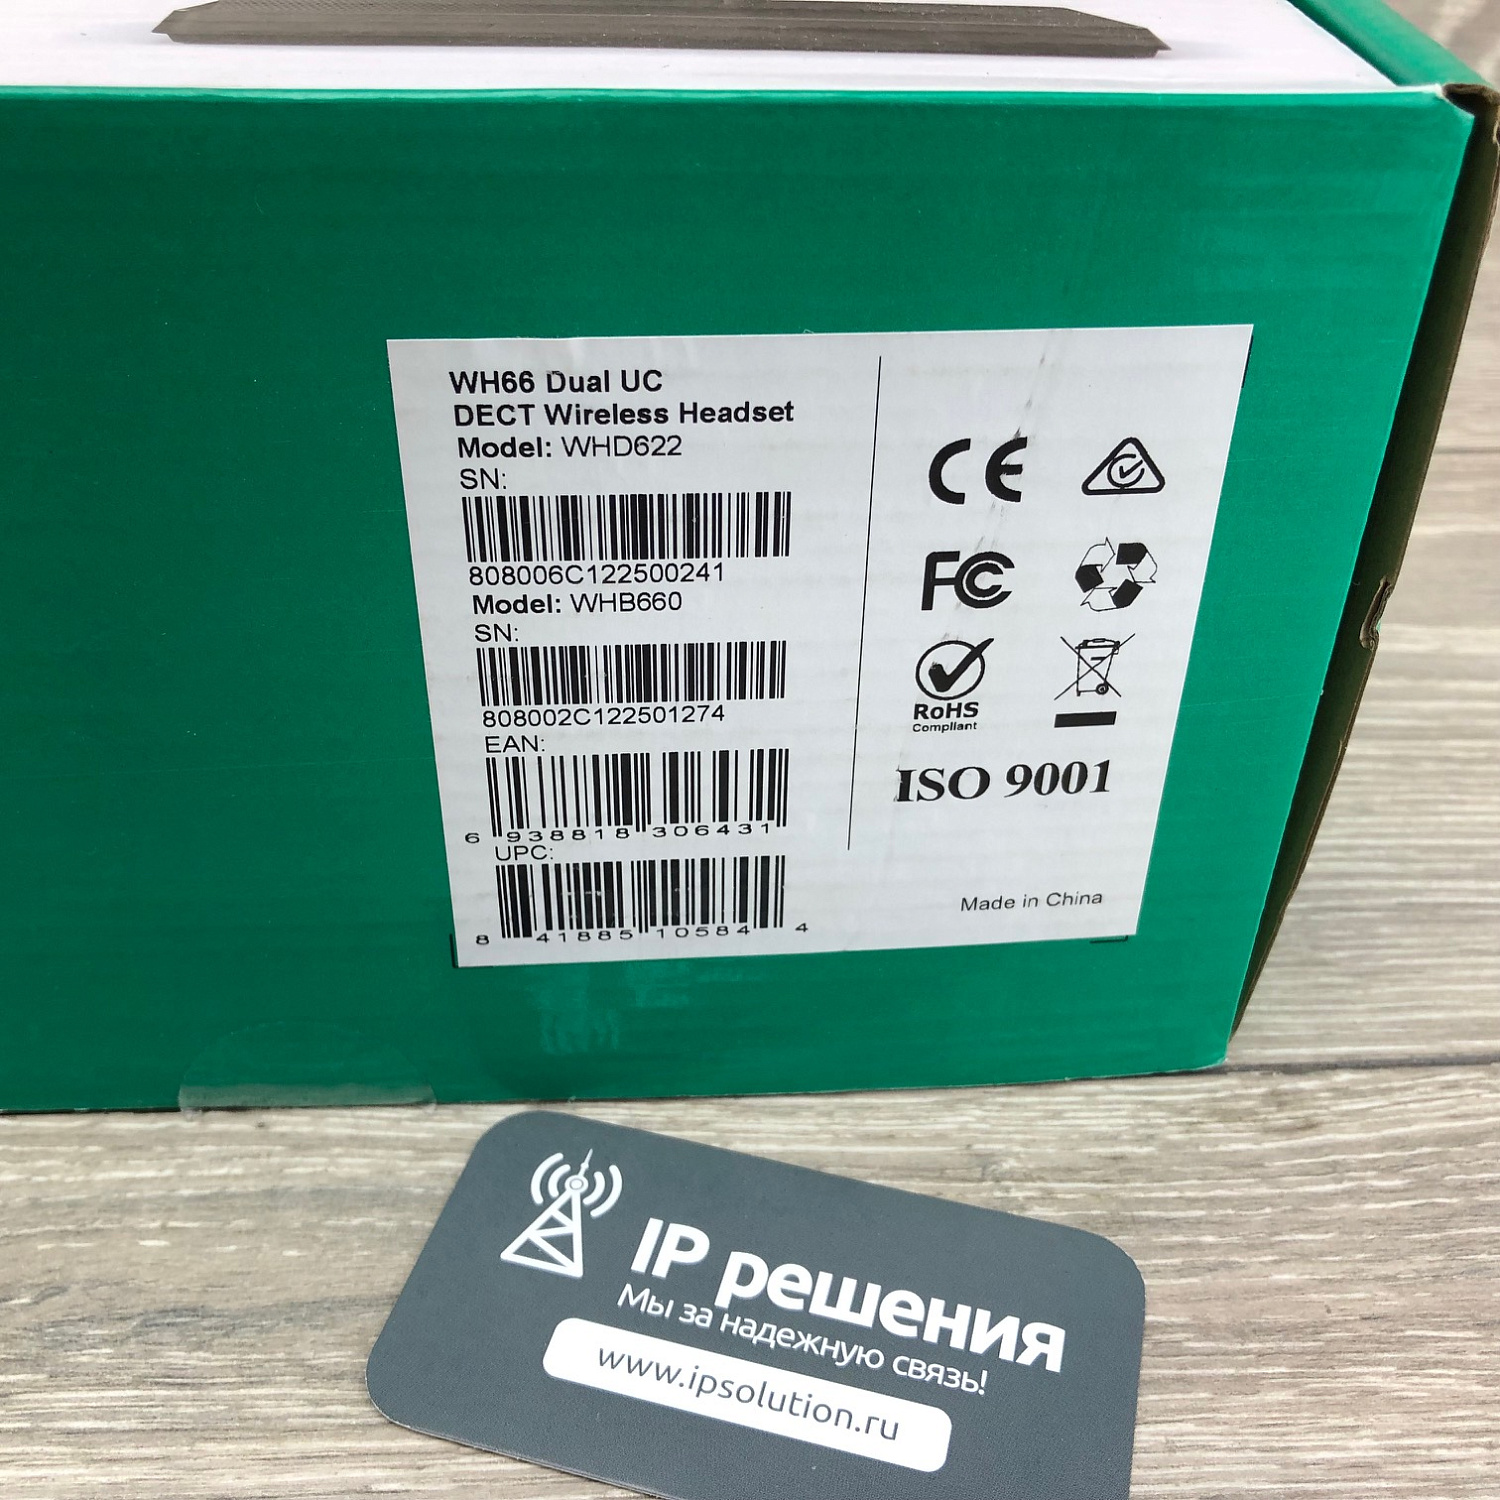 WH66 Dual UC
DECT Wireless Headset
Model: WHD622
SN:
808006C122500241
Model: WHB660
SN:
808002C122501274
EAN:
6 938818 306431
UPC:
8 41885 10584 4
CE
FC
RoHS
Compliant
ISO 9001
Made in China
IP решения
Мы за надежную связь!
www.ipsolution.ru